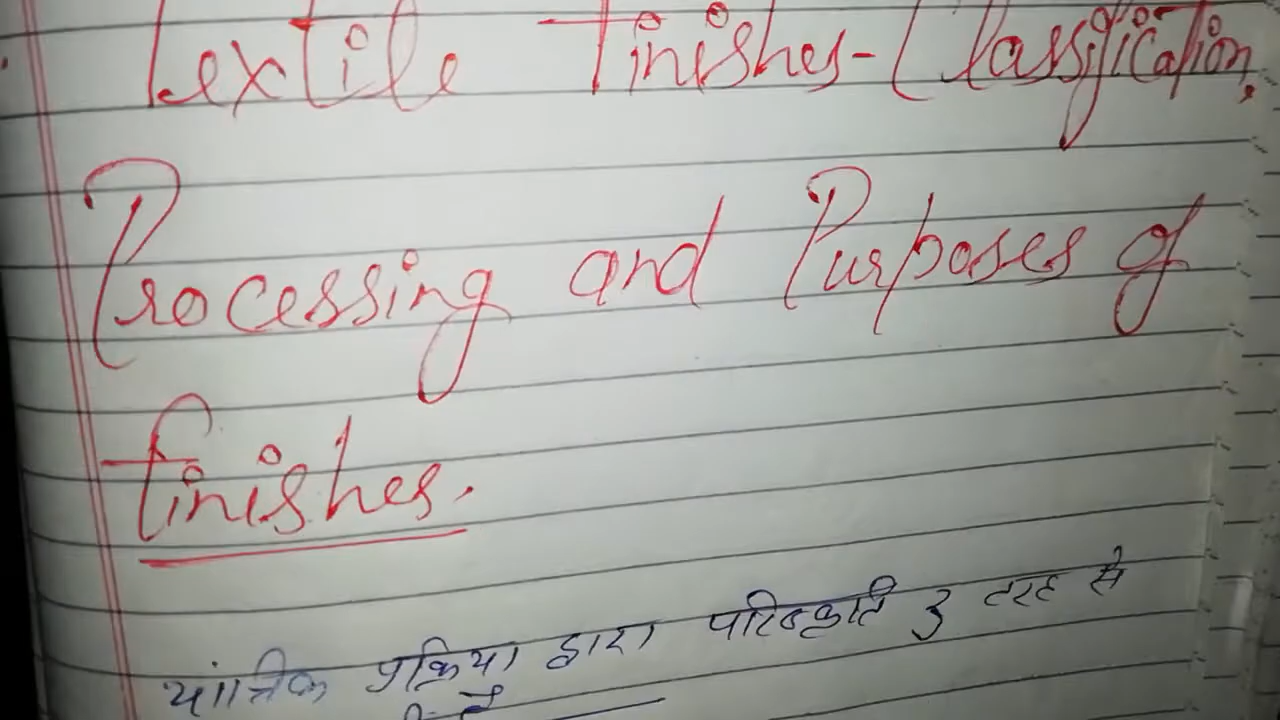 Textile Finishes-Classification,
Processing and Purposes of
finishes.
यांत्रिक प्रक्रिया द्वारा परिष्कृति 3 तरह से